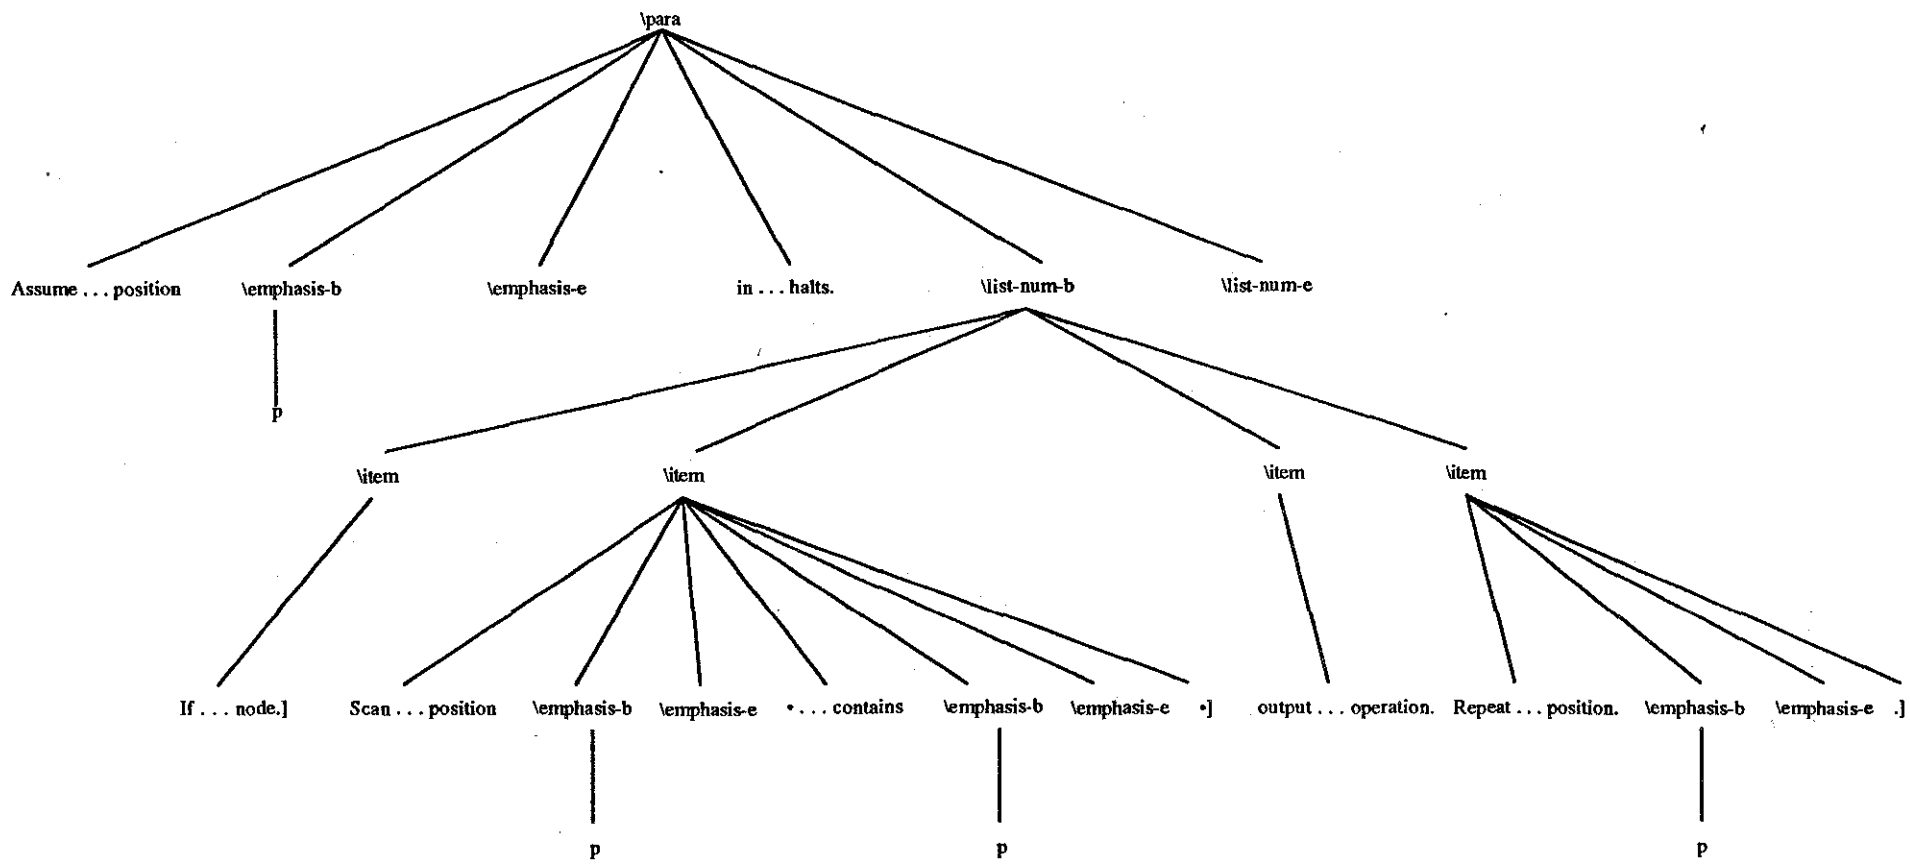 \para
Assume . . . position \emphasis-b \emphasis-e in . . . halts. \list-num-b \list-num-e
p
\item \item \item \item
If . . . node.] Scan . . . position \emphasis-b \emphasis-e • . . . contains \emphasis-b \emphasis-e •] output . . . operation. Repeat . . . position. \emphasis-b \emphasis-e .]
p p p